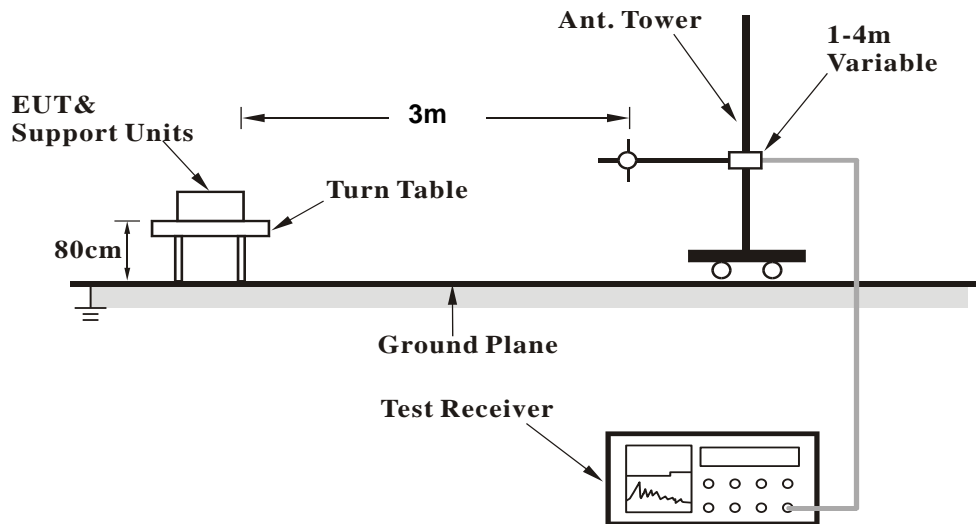 Ant. Tower
1-4m
Variable
EUT&
Support Units
3m
Turn Table
80cm
Ground Plane
Test Receiver